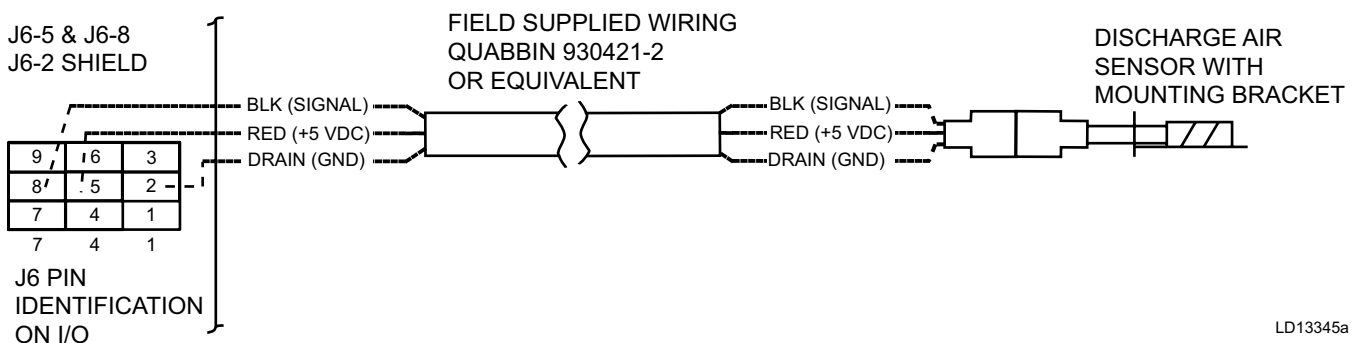 J6-5 & J6-8
J6-2 SHIELD
FIELD SUPPLIED WIRING
QUABBIN 930421-2
OR EQUIVALENT
DISCHARGE AIR
SENSOR WITH
MOUNTING BRACKET
BLK (SIGNAL)
RED (+5 VDC)
DRAIN (GND)
BLK (SIGNAL)
RED (+5 VDC)
DRAIN (GND)
9 6 3
8 5 2
7 4 1
7 4 1
J6 PIN
IDENTIFICATION
ON I/O
LD13345a